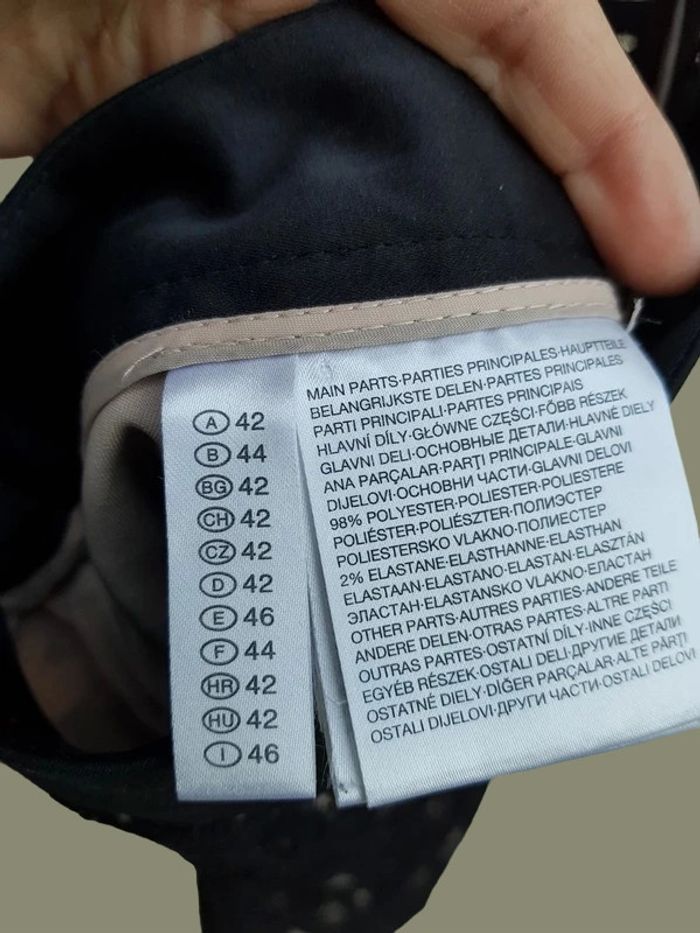 A 42
B 44
BG 42
CH 42
CZ 42
D 42
E 46
F 44
HR 42
HU 42
I 46
MAIN PARTS·PARTIES PRINCIPALES·HAUPTTEILE
BELANGRIJKSTE DELEN·PARTES PRINCIPALES
PARTI PRINCIPALI·PARTES PRINCIPAIS
HLAVNÍ DÍLY·GŁÓWNE CZĘŚCI·FŐBB RÉSZEK
GLAVNI DELI·ОСНОВНЫЕ ДЕТАЛИ·HLAVNÉ DIELY
ANA PARÇALAR·PARȚI PRINCIPALE·GLAVNI
DIJELOVI·ОСНОВНИ ЧАСТИ·GLAVNI DELOVI
98% POLYESTER·POLIESTER·POLIESTERE
POLIÉSTER·POLIÉSZTER·ПОЛИЭСТЕР
POLIESTERSKO VLAKNO·ПОЛИЕСТЕР
2% ELASTANE·ELASTHANNE·ELASTHAN
ELASTAAN·ELASTANO·ELASTAN·ELASZTÁN
ЭЛАСТАН·ELASTANSKO VLAKNO·ЕЛАСТАН
OTHER PARTS·AUTRES PARTIES·ANDERE TEILE
ANDERE DELEN·OTRAS PARTES·ALTRE PARTI
OUTRAS PARTES·OSTATNÍ DÍLY·INNE CZĘŚCI
EGYÉB RÉSZEK·OSTALI DELI·ДРУГИЕ ДЕТАЛИ
OSTATNÉ DIELY·DİĞER PARÇALAR·ALTE PĂRȚI
OSTALI DIJELOVI·ДРУГИ ЧАСТИ·OSTALI DELOVI